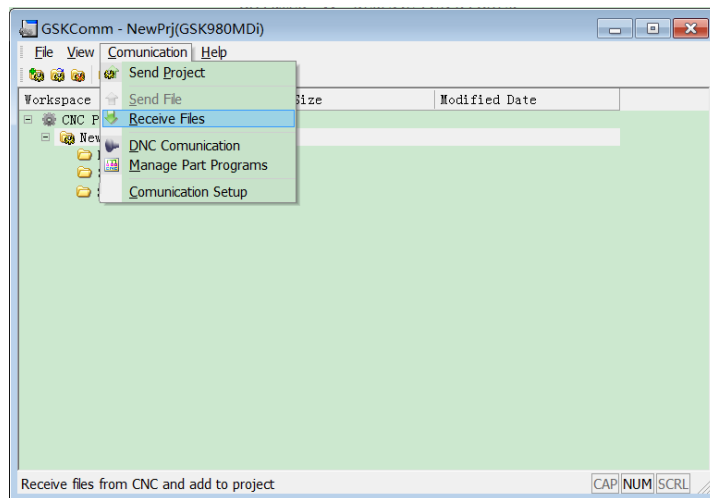 GSKComm - NewPrj(GSK980MDi)
File View Comunication Help
Send Project
Workspace Size Modified Date
Send File
CNC P
Receive Files
New
DNC Comunication
Manage Part Programs
Comunication Setup
Receive files from CNC and add to project CAP NUM SCRL